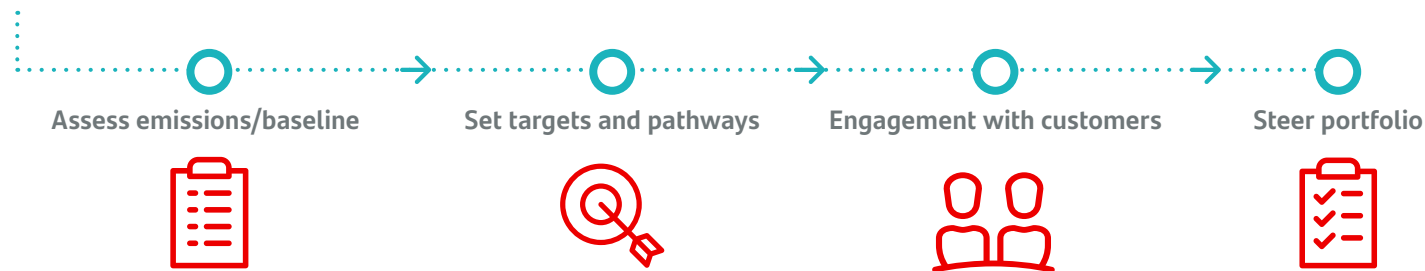 Assess emissions/baseline
Set targets and pathways
Engagement with customers
Steer portfolio